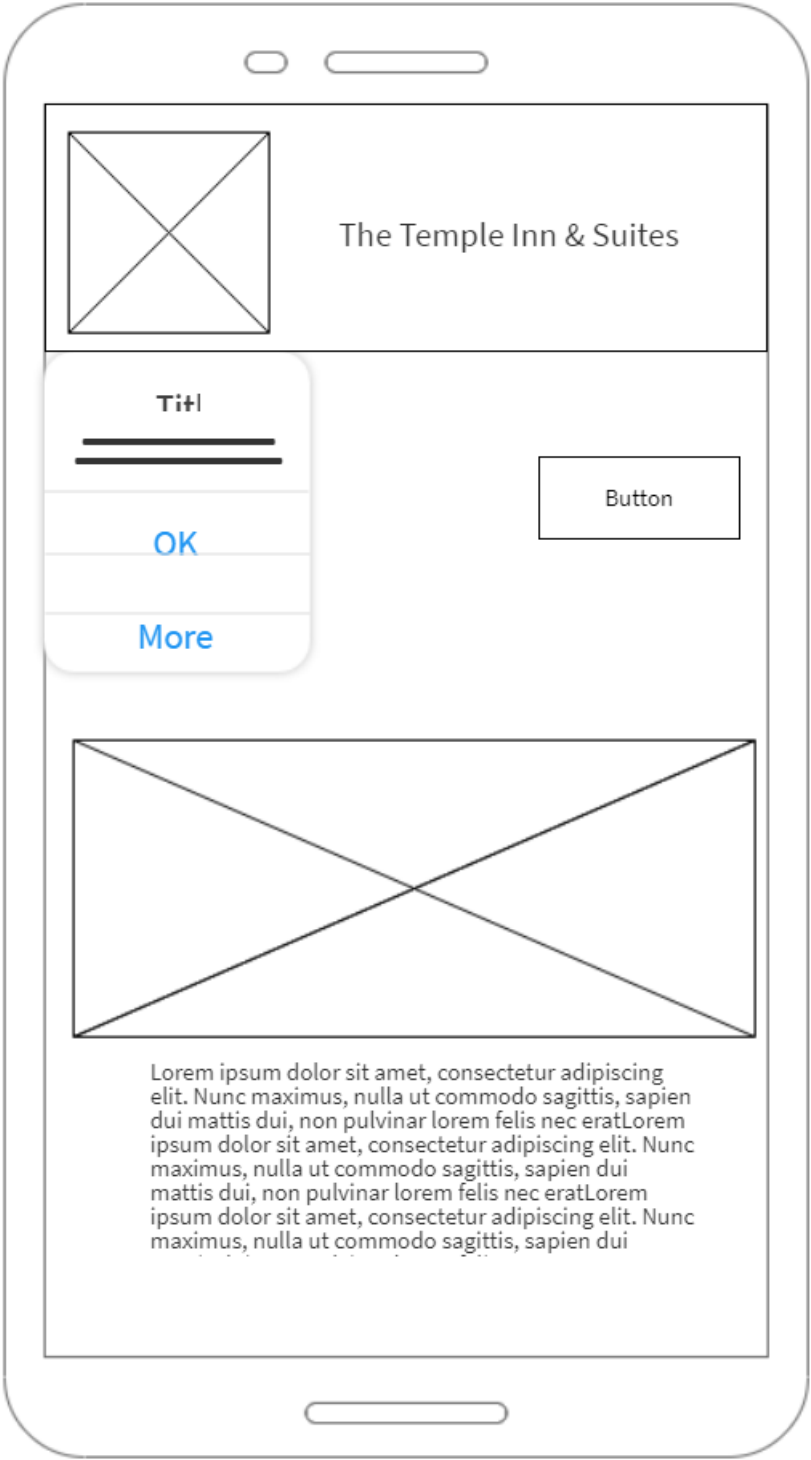 The Temple Inn & Suites
Titl
Button
OK
More
Lorem ipsum dolor sit amet, consectetur adipiscing
elit. Nunc maximus, nulla ut commodo sagittis, sapien
dui mattis dui, non pulvinar lorem felis nec eratLorem
ipsum dolor sit amet, consectetur adipiscing elit. Nunc
maximus, nulla ut commodo sagittis, sapien dui
mattis dui, non pulvinar lorem felis nec eratLorem
ipsum dolor sit amet, consectetur adipiscing elit. Nunc
maximus, nulla ut commodo sagittis, sapien dui